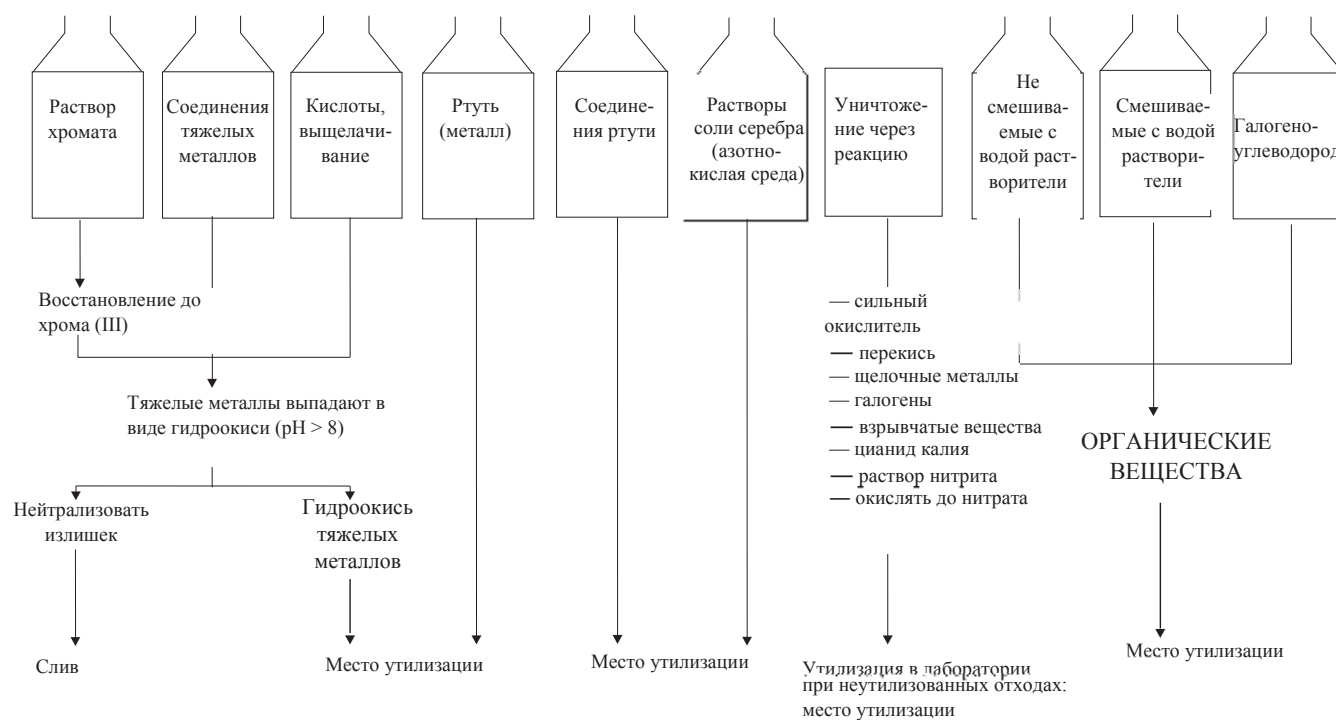 Раствор
хромата
Соединения
тяжелых
металлов
Кислоты,
выщелачи-
вание
Ртуть
(металл)
Соедине-
ния ртути
Растворы
соли серебра
(азотно-
кислая среда)
Уничтоже-
ние через
реакцию
Не
смешива-
емые с
водой раст-
ворители
Смешивае-
мые с водой
раствори-
тели
Галогено-
углеводород
Восстановление до
хрома (III)
Тяжелые металлы выпадают в
виде гидроокиси (pH > 8)
Нейтрализовать
излишек
Гидроокись
тяжелых
металлов
— сильный
окислитель
— перекись
— щелочные металлы
— галогены
— взрывчатые вещества
— цианид калия
— раствор нитрита
— окислять до нитрата
ОРГАНИЧЕСКИЕ
ВЕЩЕСТВА
Слив
Место утилизации
Место утилизации
Утилизация в лаборатории
при неутилизованных отходах:
место утилизации
Место утилизации